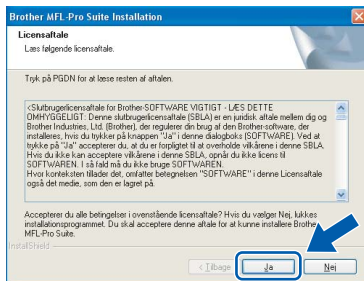 Brother MFL-Pro Suite Installation
Licensaftale
Læs følgende licensaftale.
Tryk på PGDN for at læse resten af aftalen.
<Slutbrugerlicensaftale for Brother-SOFTWARE VIGTIGT - LÆS DETTE
OMHYGGELIGT: Denne slutbrugerlicensaftale (SBLA) er en juridisk aftale mellem dig og
Brother Industries, Ltd. (Brother), der regulerer din brug af den Brother-software, der
installeres, hvis du trykker på knappen "Ja" i denne dialogboks (SOFTWARE). Ved at
trykke på "Ja" accepterer du, at du er forpligtet til at overholde vilkårene i denne SBLA.
Hvis du ikke kan acceptere vilkårene i denne SBLA, opnår du ikke licens til
SOFTWAREN. I så fald må du ikke bruge SOFTWAREN.
Hvor konteksten tillader det, omfatter betegnelsen "SOFTWARE" i denne Licensaftale
også det medie, som den er lagret på.
Accepterer du alle betingelser i ovenstående licensaftale? Hvis du vælger Nej, lukkes
installationsprogrammet. Du skal acceptere denne aftale for at kunne installere Brother
MFL-Pro Suite.
InstallShield
< Tilbage
Ja
Nej